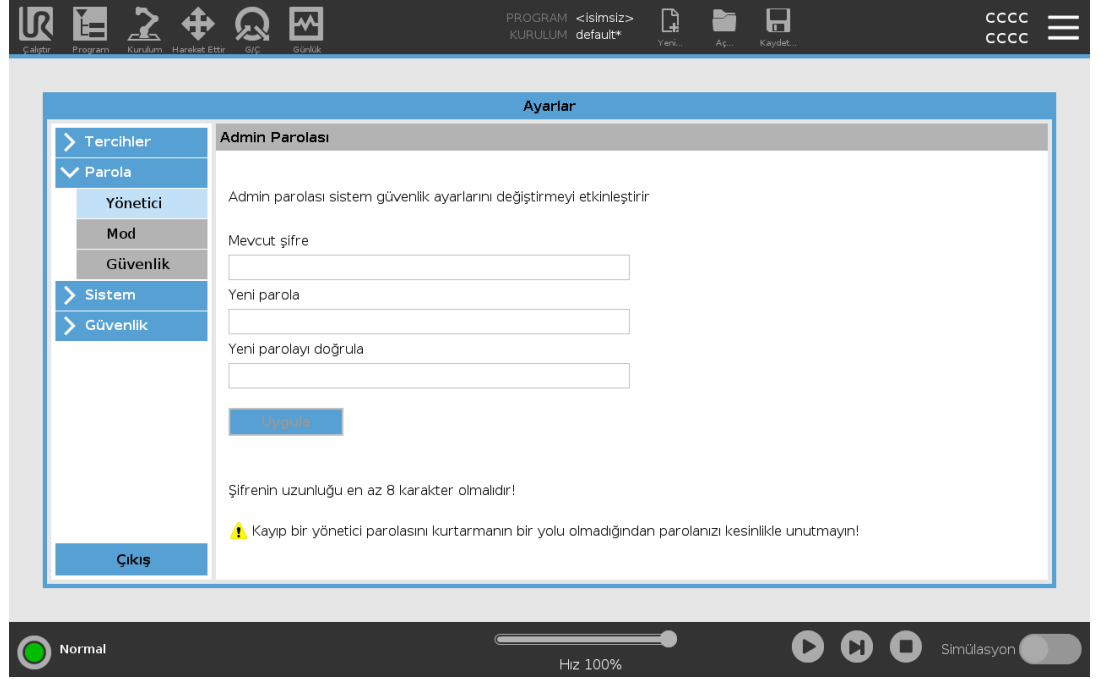 UR
PROGRAM <isimsiz>
KURULUM default*
Çalıştır Program Kurulum Hareket Ettir G/Ç Günlük
Yeni... Aç... Kaydet...
CCCC
CCCC
Ayarlar
Tercihler
Parola
Yönetici
Mod
Güvenlik
Sistem
Güvenlik
Çıkış
Admin Parolası
Admin parolası sistem güvenlik ayarlarını değiştirmeyi etkinleştirir
Mevcut şifre
Yeni parola
Yeni parolayı doğrula
Uygula
Şifrenin uzunluğu en az 8 karakter olmalıdır!
Kayıp bir yönetici parolasını kurtarmanın bir yolu olmadığından parolanızı kesinlikle unutmayın!
Normal
Hız 100%
Simülasyon